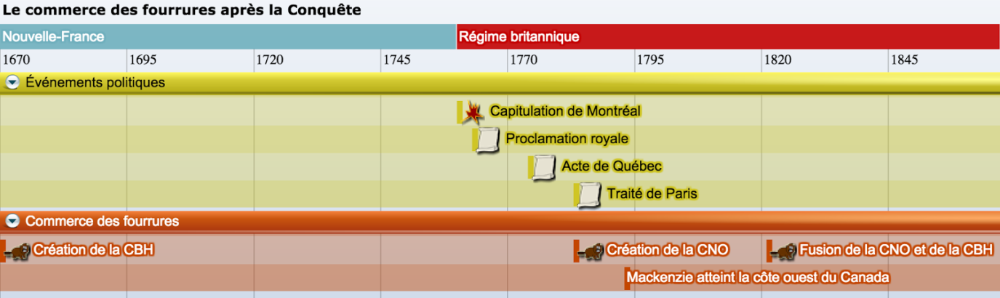 Le commerce des fourrures après la Conquête
Nouvelle-France Régime britannique
1670 1695 1720 1745 1770 1795 1820 1845
Événements politiques
Capitulation de Montréal
Proclamation royale
Acte de Québec
Traité de Paris
Commerce des fourrures
Création de la CBH Création de la CNO Fusion de la CNO et de la CBH
Mackenzie atteint la côte ouest du Canada